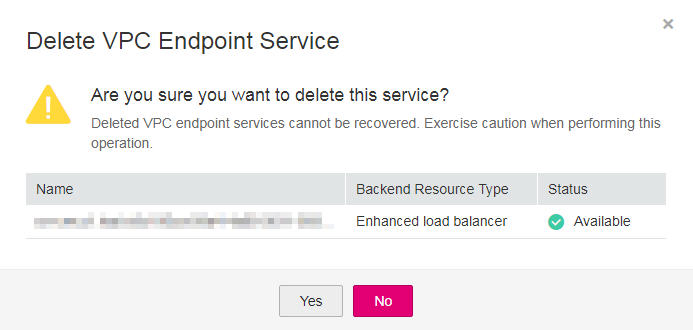 Delete VPC Endpoint Service
Are you sure you want to delete this service?
Deleted VPC endpoint services cannot be recovered. Exercise caution when performing this
operation.
Name Backend Resource Type Status
Enhanced load balancer Available
Yes No